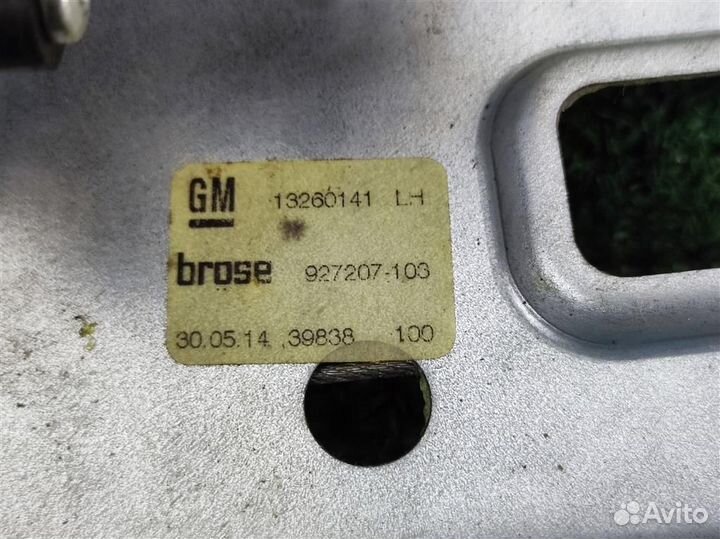 GM 13260141 LH
brose 927207-103
30.05.14 39838 100
Avito